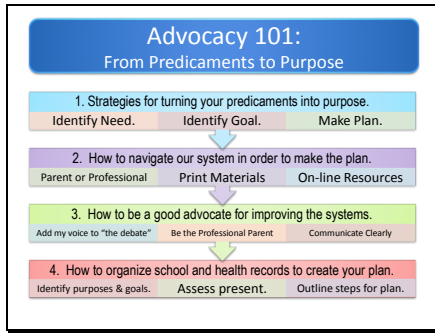 Advocacy 101:
From Predicaments to Purpose
1. Strategies for turning your predicaments into purpose.
Identify Need. Identify Goal. Make Plan.
2. How to navigate our system in order to make the plan.
Parent or Professional Print Materials On-line Resources
3. How to be a good advocate for improving the systems.
Add my voice to "the debate" Be the Professional Parent Communicate Clearly
4. How to organize school and health records to create your plan.
Identify purposes & goals. Assess present. Outline steps for plan.